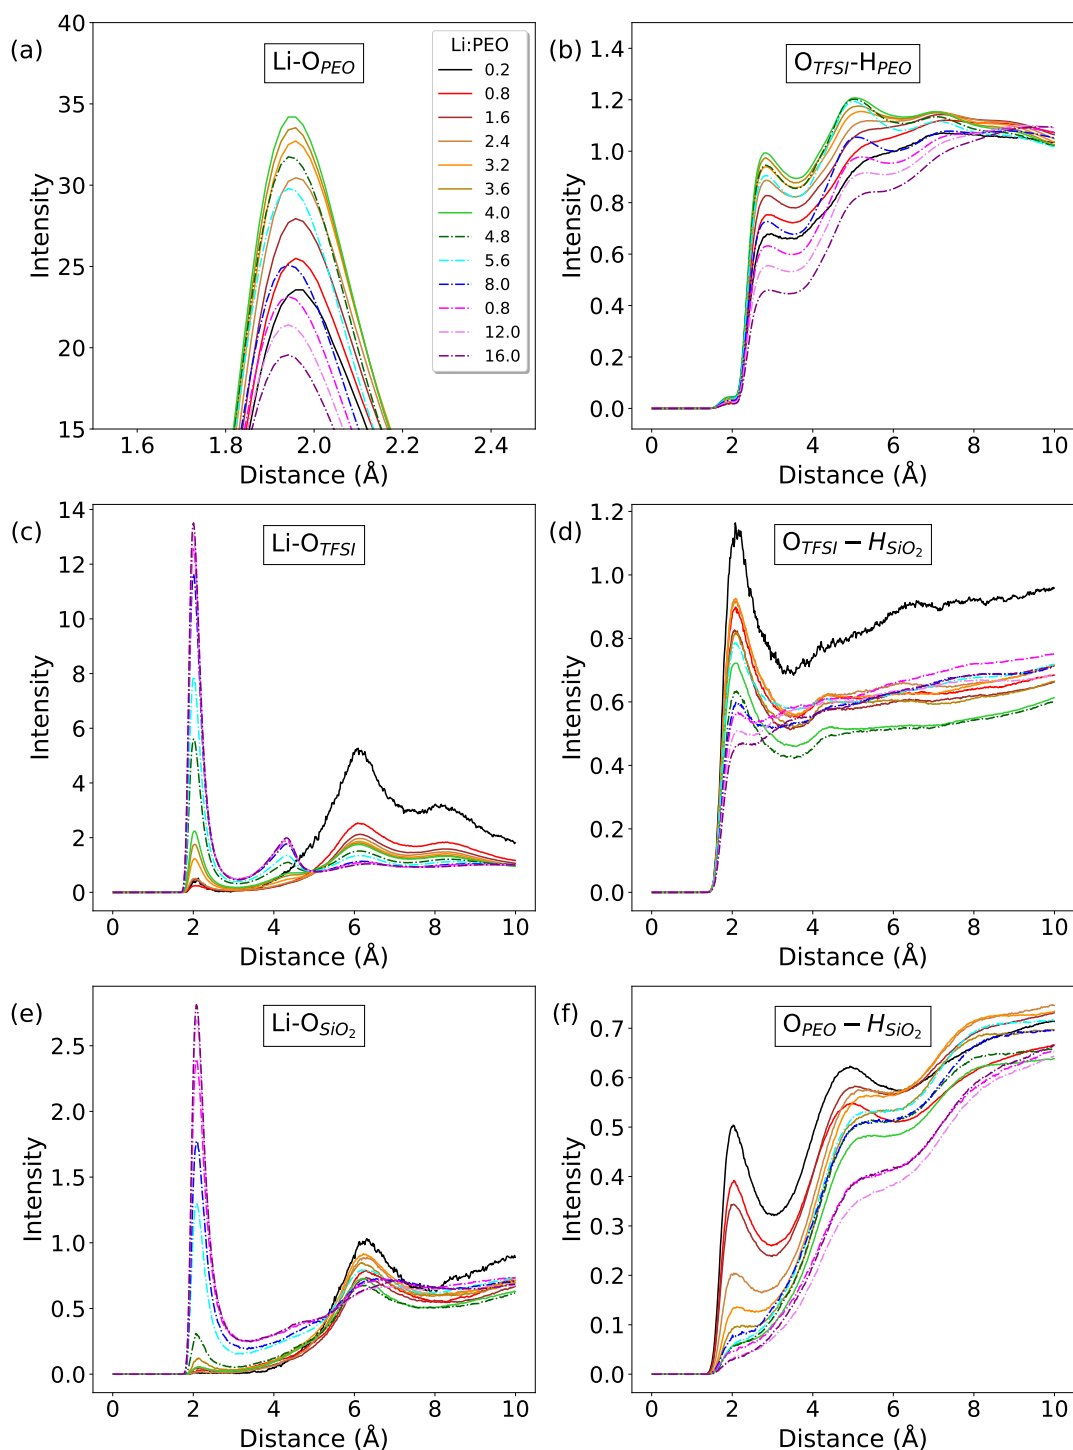 (a)
Li-O_PEO
Li:PEO
0.2
0.8
1.6
2.4
3.2
3.6
4.0
4.8
5.6
8.0
0.8
12.0
16.0
40
35
30
25
20
15
Intensity
1.6 1.8 2.0 2.2 2.4
Distance (Å)
(b)
O_TFSI-H_PEO
1.4
1.2
1.0
0.8
0.6
0.4
0.2
0.0
Intensity
0 2 4 6 8 10
Distance (Å)
(c)
Li-O_TFSI
14
12
10
8
6
4
2
0
Intensity
0 2 4 6 8 10
Distance (Å)
(d)
O_TFSI − H_SiO₂
1.2
1.0
0.8
0.6
0.4
0.2
0.0
Intensity
0 2 4 6 8 10
Distance (Å)
(e)
Li-O_SiO₂
2.5
2.0
1.5
1.0
0.5
0.0
Intensity
0 2 4 6 8 10
Distance (Å)
(f)
O_PEO − H_SiO₂
0.7
0.6
0.5
0.4
0.3
0.2
0.1
0.0
Intensity
0 2 4 6 8 10
Distance (Å)